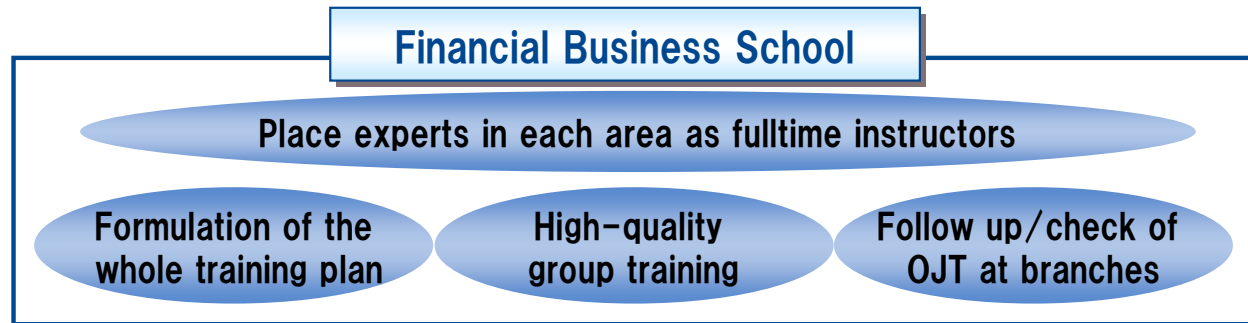 Financial Business School
Place experts in each area as fulltime instructors
Formulation of the
whole training plan
High-quality
group training
Follow up/check of
OJT at branches